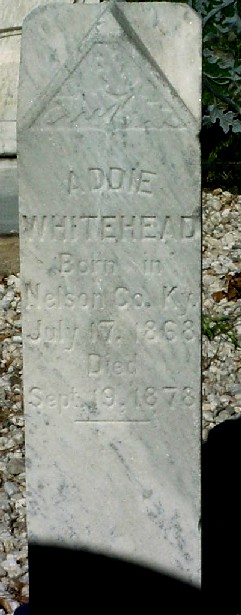 ADDIE
WHITEHEAD
Born in
Nelson Co. Ky.
July 17, 1868
Died
Sept. 19, 1878